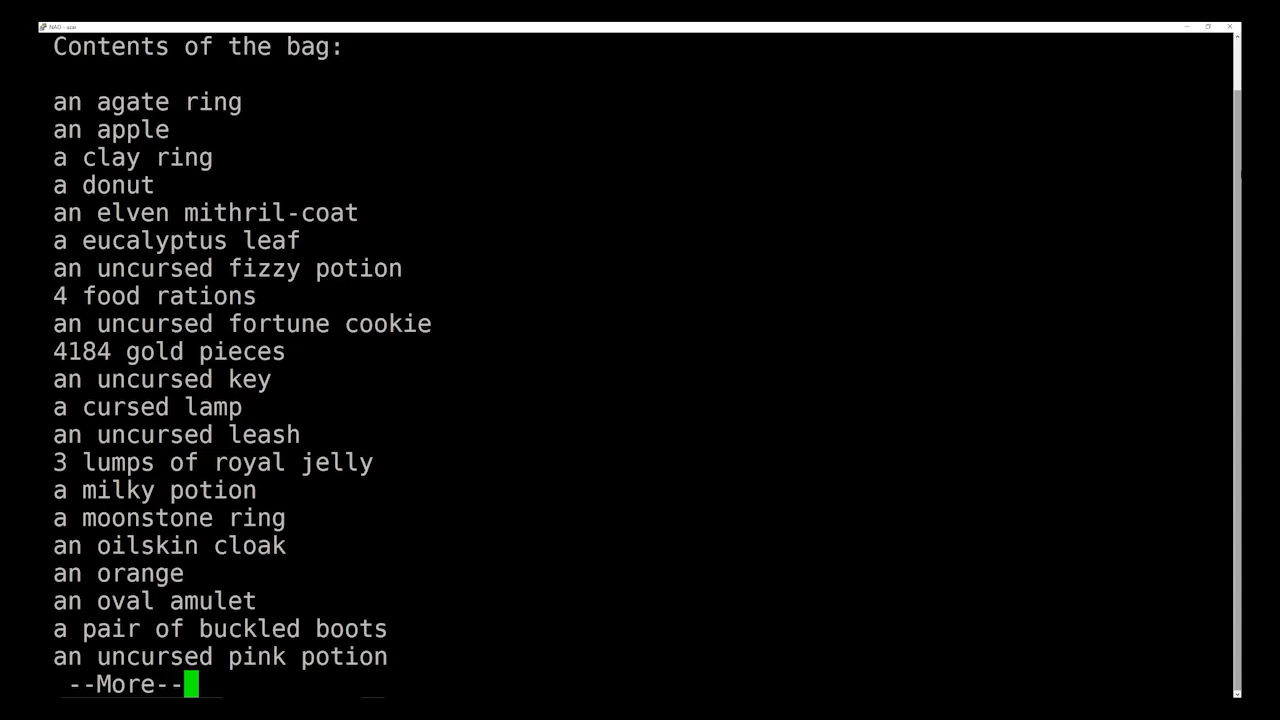 NAO - azar
Contents of the bag:
an agate ring
an apple
a clay ring
a donut
an elven mithril-coat
a eucalyptus leaf
an uncursed fizzy potion
4 food rations
an uncursed fortune cookie
4184 gold pieces
an uncursed key
a cursed lamp
an uncursed leash
3 lumps of royal jelly
a milky potion
a moonstone ring
an oilskin cloak
an orange
an oval amulet
a pair of buckled boots
an uncursed pink potion
--More--